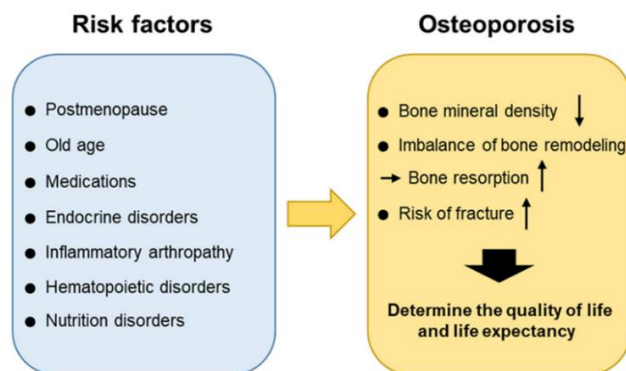 Risk factors
Postmenopause
Old age
Medications
Endocrine disorders
Inflammatory arthropathy
Hematopoietic disorders
Nutrition disorders
Osteoporosis
Bone mineral density ↓
Imbalance of bone remodeling
→ Bone resorption ↑
Risk of fracture ↑
Determine the quality of life
and life expectancy